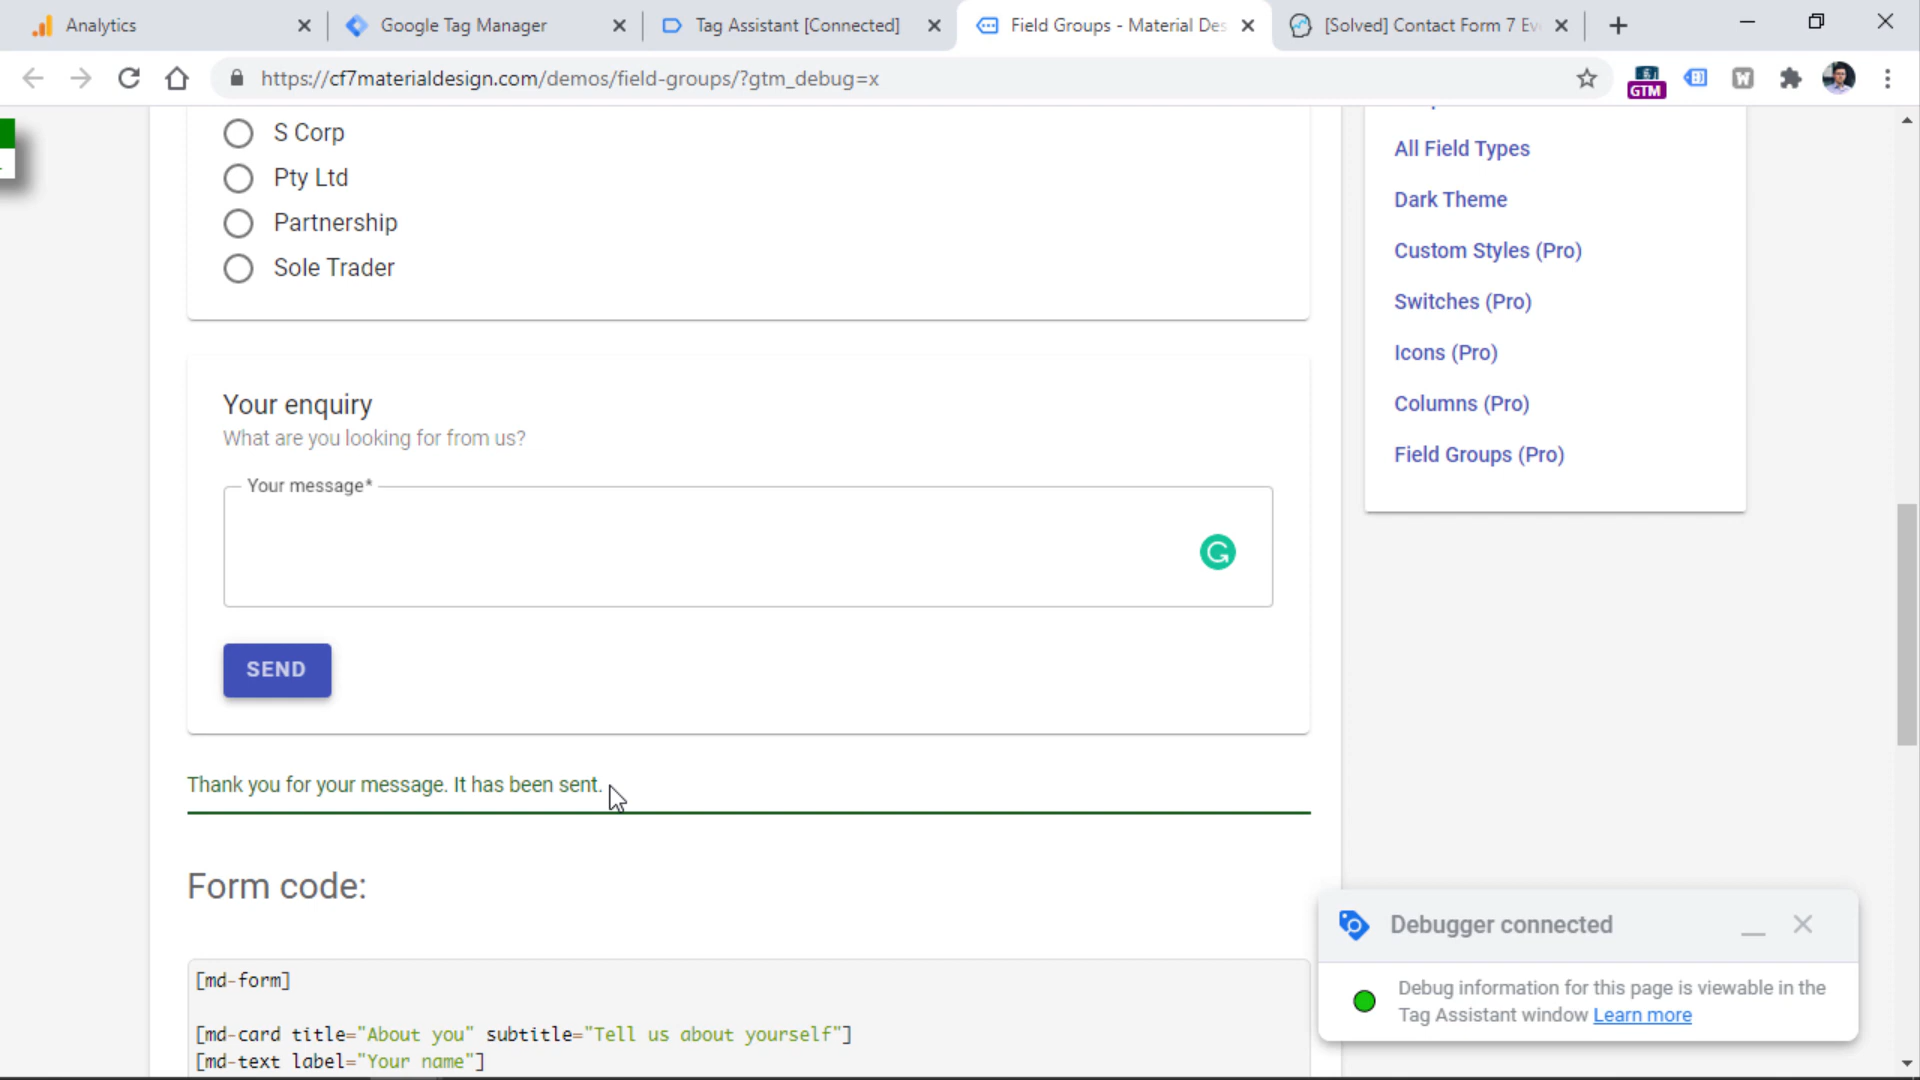 Analytics
Google Tag Manager
Tag Assistant [Connected]
Field Groups - Material Des
[Solved] Contact Form 7 Ev
https://cf7materialdesign.com/demos/field-groups/?gtm_debug=x
GTM
S Corp
Pty Ltd
Partnership
Sole Trader
All Field Types
Dark Theme
Custom Styles (Pro)
Switches (Pro)
Icons (Pro)
Columns (Pro)
Field Groups (Pro)
Your enquiry
What are you looking for from us?
Your message*
SEND
Thank you for your message. It has been sent.
Form code:
[md-form]
[md-card title="About you" subtitle="Tell us about yourself"]
[md-text label="Your name"]
Debugger connected
Debug information for this page is viewable in the
Tag Assistant window Learn more